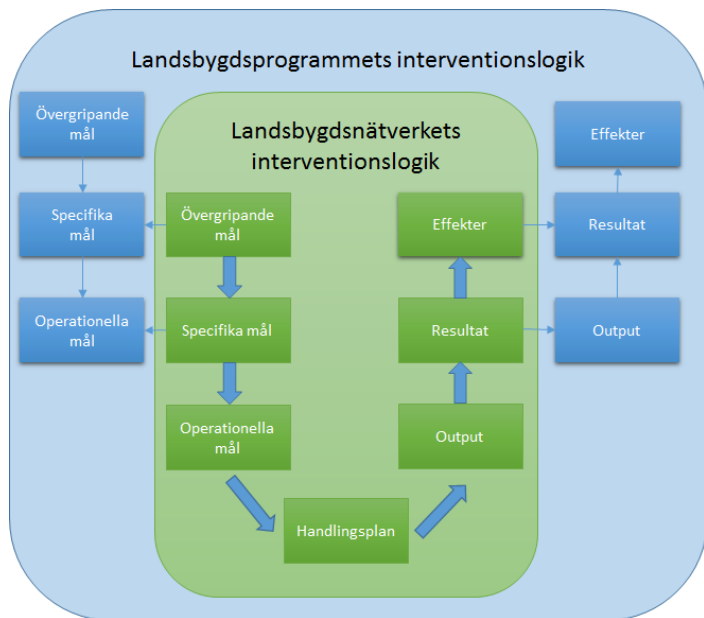 Landsbygdsprogrammets interventionslogik
Övergripande
mål
Specifika
mål
Operationella
mål
Landsbygdsnätverkets
interventionslogik
Övergripande
mål
Specifika mål
Operationella
mål
Handlingsplan
Effekter
Resultat
Output
Effekter
Resultat
Output